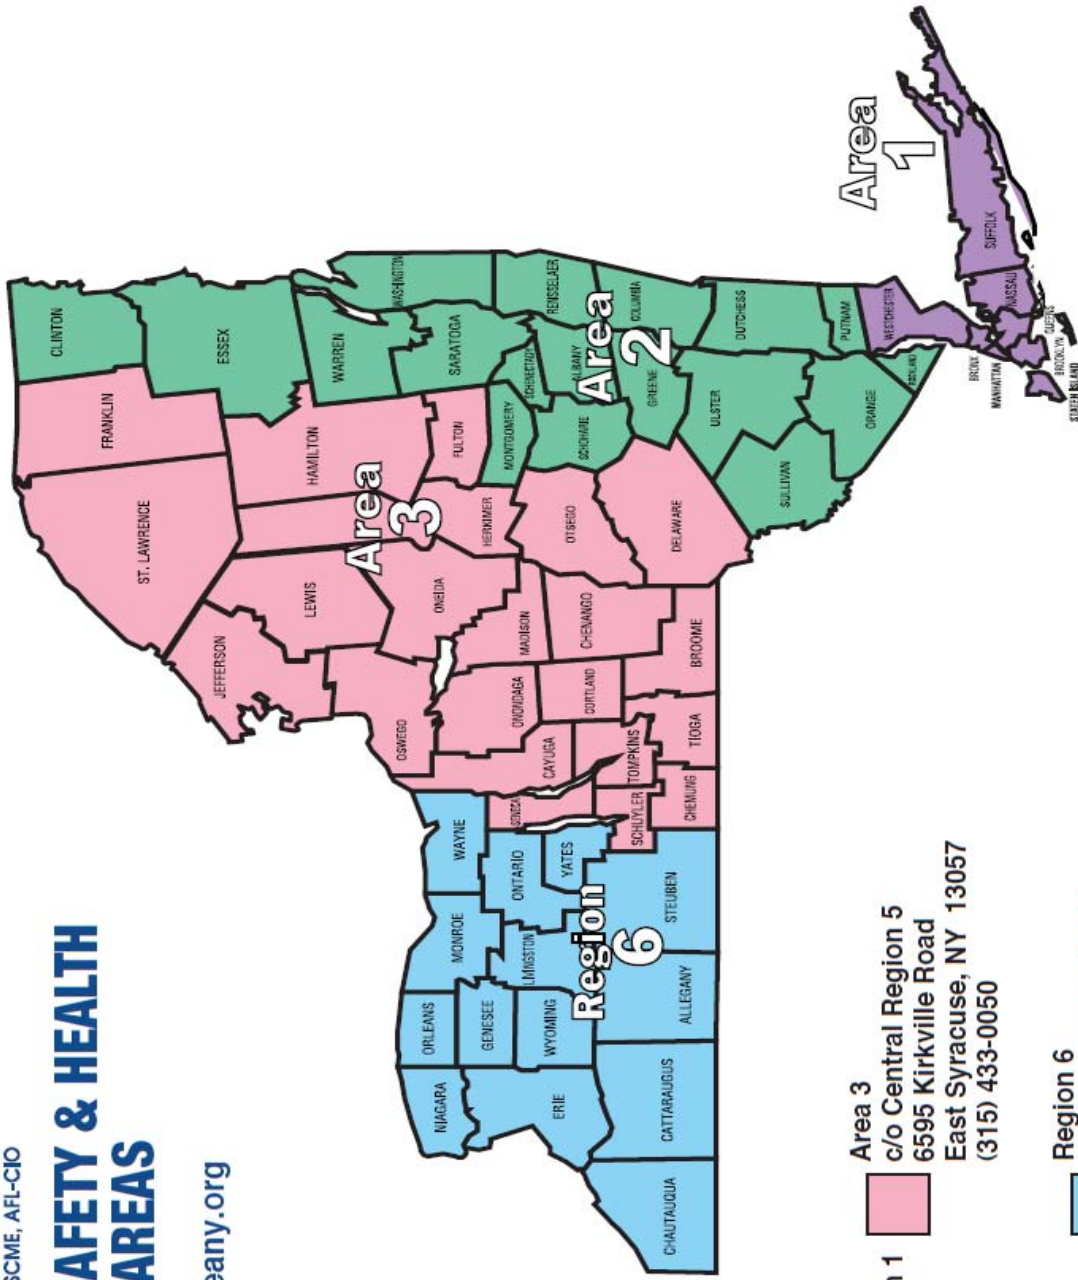 SCME, AFL-CIO
AFETY & HEALTH
AREAS
eany.org
CLINTON
FRANKLIN
ST. LAWRENCE
ESSEX
HAMILTON
WARREN
WASHINGTON
LEWIS
JEFFERSON
Area
3
HERKIMER
FULTON
SARATOGA
ONEIDA
OSWEGO
MONTGOMERY
SCHENECTADY
RENSSELAER
ALBANY
Area
2
COLUMBIA
GREENE
SCHOHARIE
OTSEGO
MADISON
ONONDAGA
CAYUGA
SENECA
WAYNE
MONROE
ORLEANS
NIAGARA
GENESEE
ONTARIO
LIVINGSTON
WYOMING
ERIE
YATES
Region
6
CORTLAND
CHENANGO
DELAWARE
ULSTER
DUTCHESS
SULLIVAN
ORANGE
PUTNAM
ROCKLAND
WESTCHESTER
BROOME
TIOGA
TOMPKINS
SCHUYLER
CHEMUNG
STEUBEN
ALLEGANY
CATTARAUGUS
CHAUTAUQUA
Area
1
SUFFOLK
NASSAU
BRONX
MANHATTAN
QUEENS
BROOKLYN
STATEN ISLAND
1
Area 3
c/o Central Region 5
6595 Kirkville Road
East Syracuse, NY 13057
(315) 433-0050
Region 6